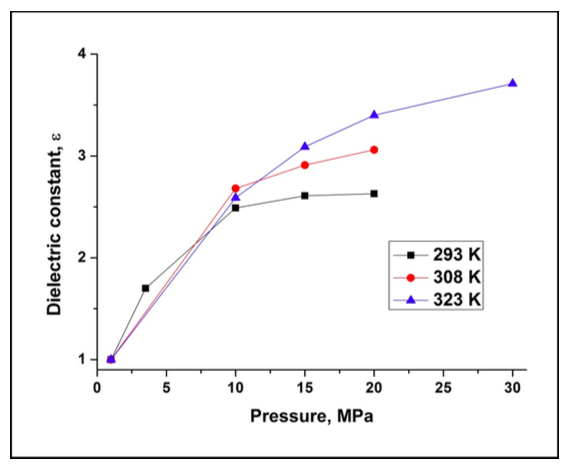 4
3
2
1
Dielectric constant, ε
293 K
308 K
323 K
0 5 10 15 20 25 30
Pressure, MPa